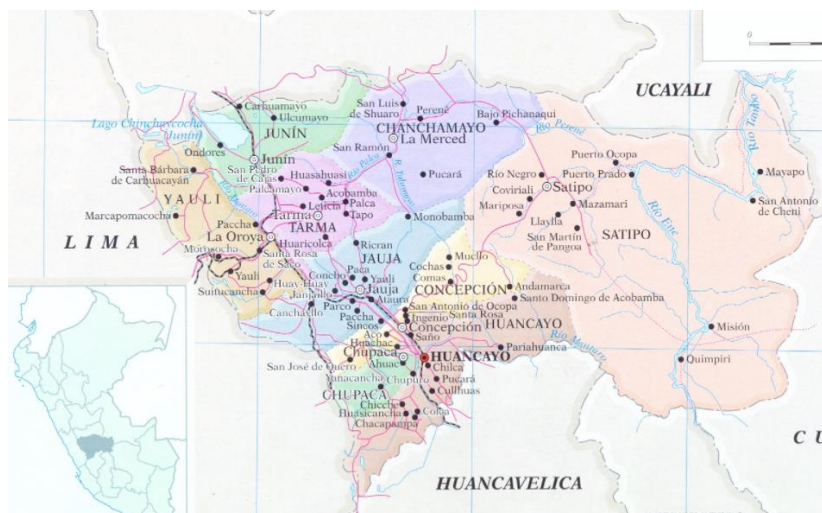 0
UCAYALI
Carhuamayo
Ulcumayo
San Luis
de Shuaro
Perené
Bajo Pichanaqui
Río Perené
Río Tambo
Lago Chinchaycocha
Junín
JUNÍN
CHANCHAMAYO
La Merced
Ondores
Junín
San Ramón
Puerto Ocopa
Santa Bárbara
de Carhuacayán
San Pedro
de Cajas
Huasahuasi
Río Palca
Pucará
Río Negro
Puerto Prado
Mayapo
Palcamayo
Acobamba
Satipo
YAULI
Leticia
Palca
Coviriali
Mazamari
San Antonio
de Cheni
Marcapomacocha
Tarma
Tapo
Monobamba
Mariposa
Llaylla
Río Ene
Paccha
TARMA
San Martín
de Pangoa
SATIPO
LIMA
La Oroya
Huaricolca
Ricran
Morococha
Santa Rosa
de Saco
JAUJA
Mucllo
Yauli
Huay-Huay
Paca
Yauli
Cochas
Comas
Suitucancha
Janjaillo
Jauja
CONCEPCIÓN
Andamarca
Canchayllo
Parco
Ataura
Santo Domingo de Acobamba
Paccha
San Antonio de Ocopa
Sincos
Ingenio
Santa Rosa
Concepción
HUANCAYO
Misión
Aco
Saño
Huachac
Río Mantaro
Chupaca
HUANCAYO
Pariahuanca
San José de Quero
Ahuac
Chilca
Quimpiri
Yanacancha
Chupuro
Pucará
CHUPACA
Cullhuas
Chicche
Huasicancha
Colca
Chacapampa
C U
HUANCAVELICA